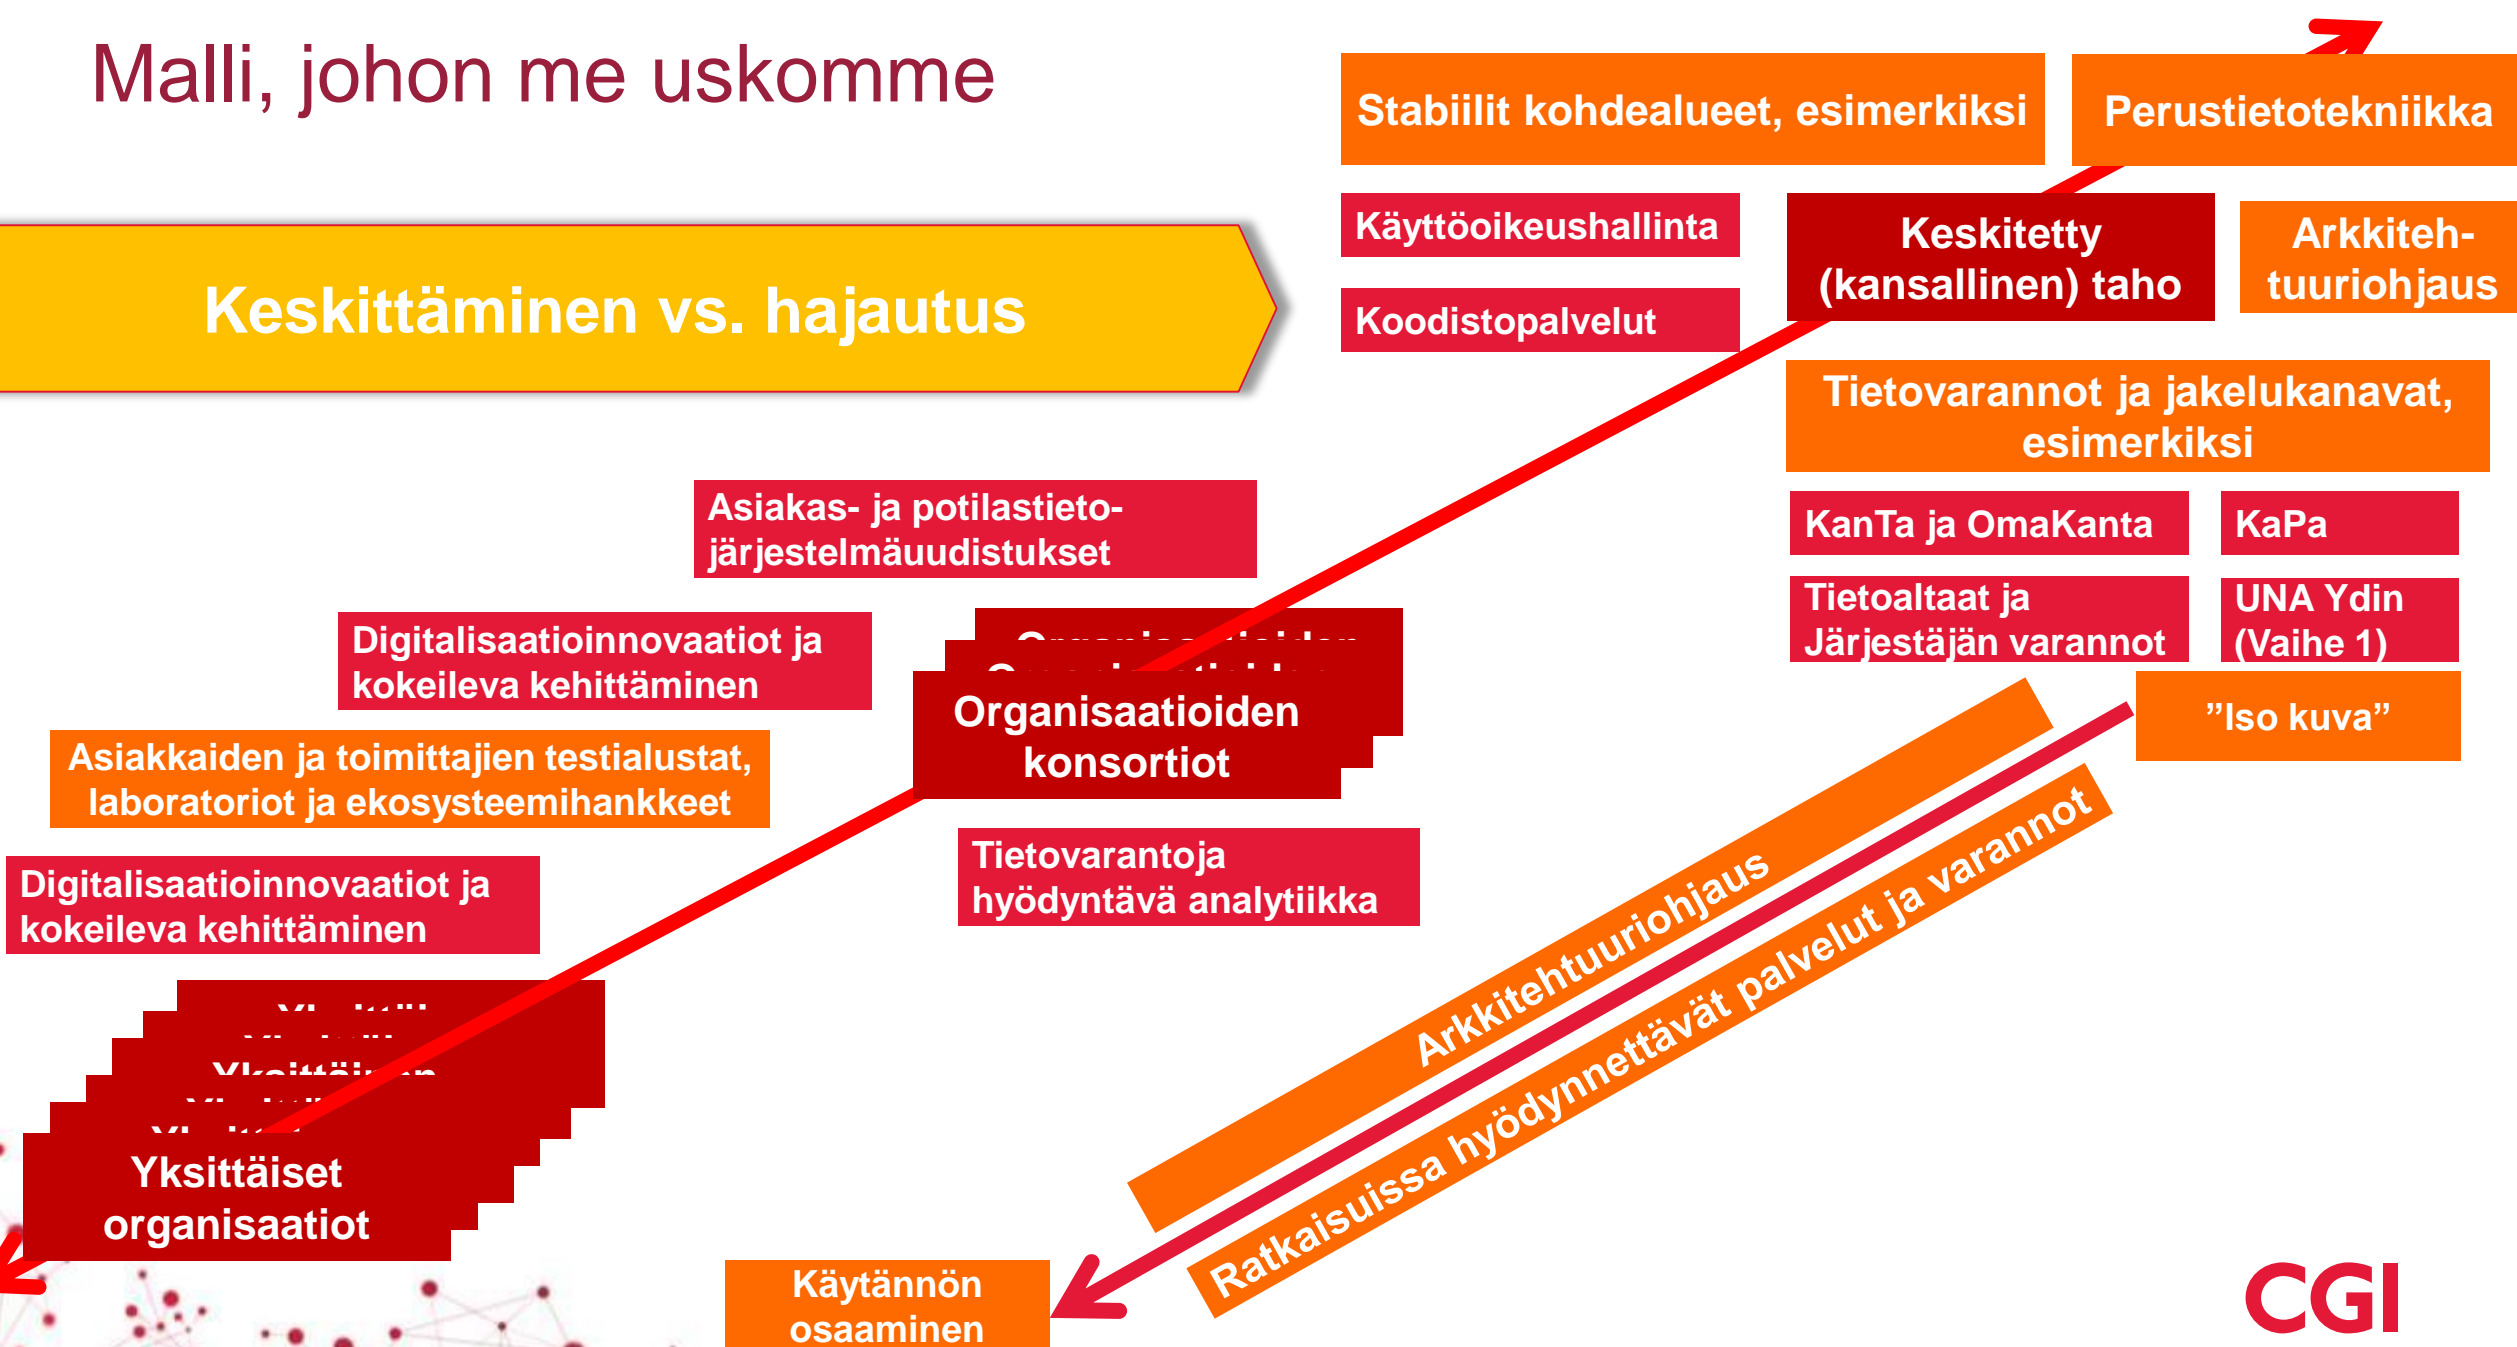 Malli, johon me uskomme
Stabiilit kohdealueet, esimerkiksi
Perustietotekniikka
Keskittäminen vs. hajautus
Käyttöoikeushallinta
Koodistopalvelut
Keskitetty
(kansallinen) taho
Arkkiteh-
tuuriohjaus
Tietovarannot ja jakelukanavat,
esimerkiksi
KanTa ja OmaKanta
KaPa
Tietoaltaat ja
Järjestäjän varannot
UNA Ydin
(Vaihe 1)
”Iso kuva”
Asiakas- ja potilastieto-
järjestelmäuudistukset
Digitalisaatioinnovaatiot ja
kokeileva kehittäminen
Organisaatioiden
Organisaatioiden
Organisaatioiden
konsortiot
Asiakkaiden ja toimittajien testialustat,
laboratoriot ja ekosysteemihankkeet
Tietovarantoja
hyödyntävä analytiikka
Digitalisaatioinnovaatiot ja
kokeileva kehittäminen
Yksittäinen
Yksittäiset
organisaatiot
Arkkitehtuuriohjaus
Ratkaisuissa hyödynnettävät palvelut ja varannot
Käytännön
osaaminen
CGI